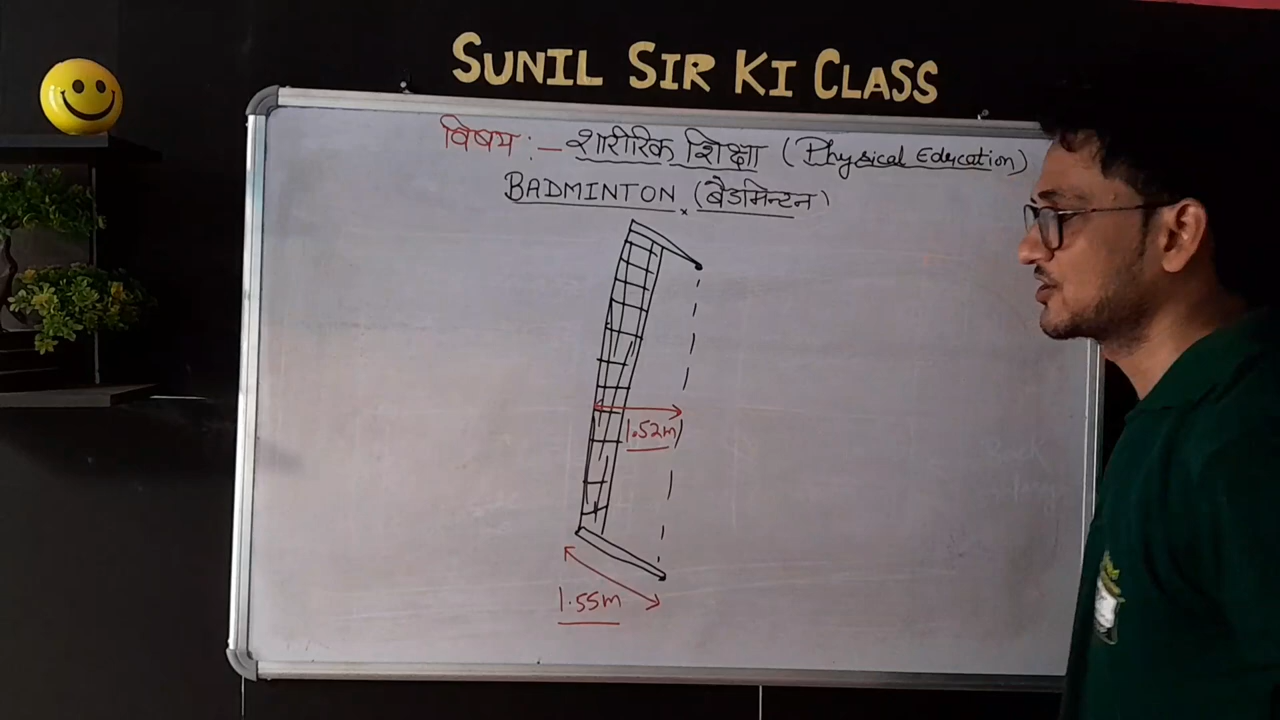 SUNIL SIR KI CLASS
विषय :- शारीरिक शिक्षा (Physical Education)
BADMINTON (बैडमिन्टन)
1.52m
1.55m